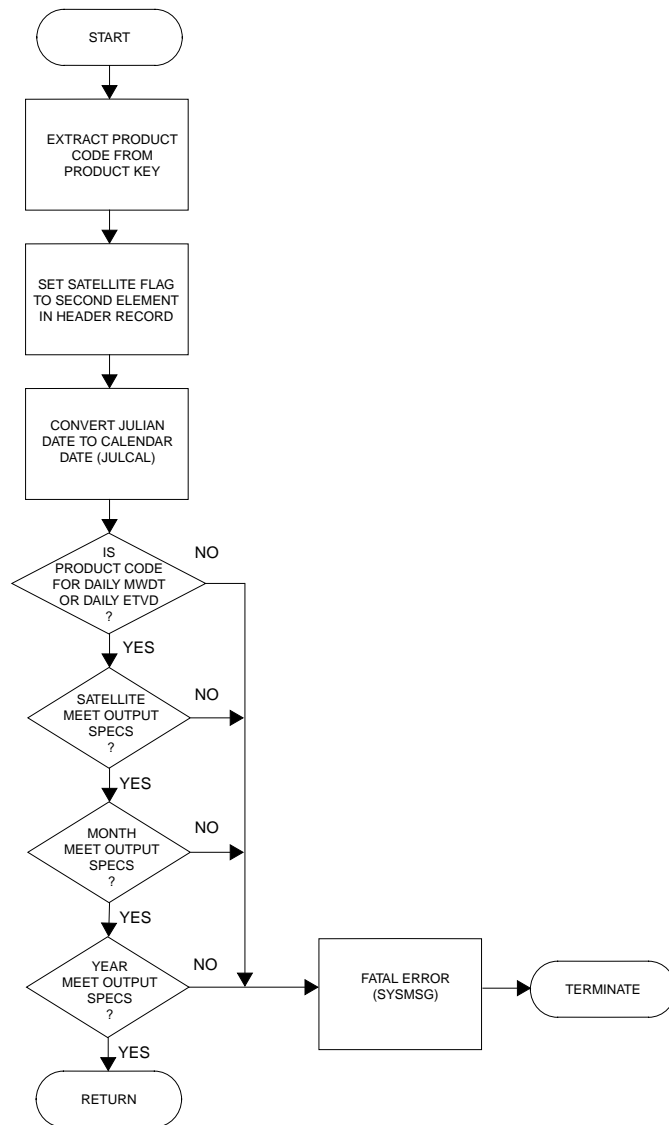 START
EXTRACT PRODUCT
CODE FROM
PRODUCT KEY
SET SATELLITE FLAG
TO SECOND ELEMENT
IN HEADER RECORD
CONVERT JULIAN
DATE TO CALENDAR
DATE (JULCAL)
IS
PRODUCT CODE
FOR DAILY MWDT
OR DAILY ETVD
?
NO
YES
SATELLITE
MEET OUTPUT
SPECS
?
NO
YES
MONTH
MEET OUTPUT
SPECS
?
NO
YES
YEAR
MEET OUTPUT
SPECS
?
NO
FATAL ERROR
(SYSMSG)
TERMINATE
YES
RETURN